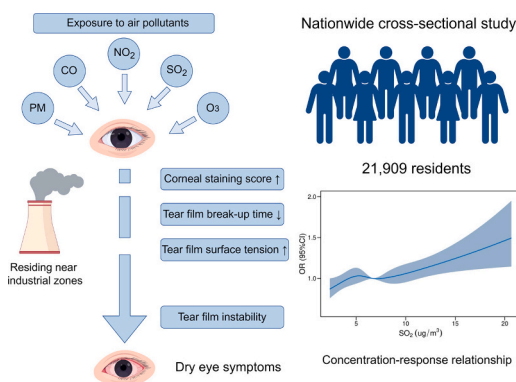 Exposure to air pollutants
NO₂
CO
SO₂
PM
O₃
Corneal staining score ↑
Tear film break-up time ↓
Tear film surface tension ↑
Residing near
industrial zones
Tear film instability
Dry eye symptoms
Nationwide cross-sectional study
21,909 residents
OR (95%CI)
2.0
1.5
1.0
5
10
15
20
SO₂ (ug/m³)
Concentration-response relationship